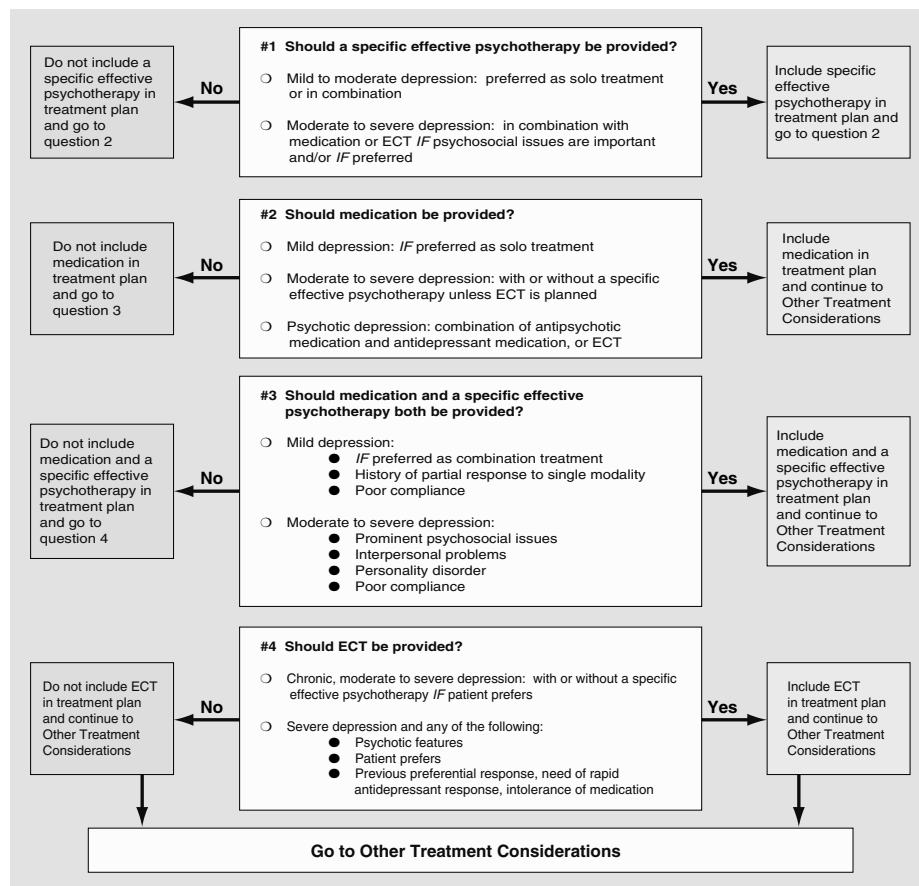 #1 Should a specific effective psychotherapy be provided?
❍ Mild to moderate depression: preferred as solo treatment
or in combination
❍ Moderate to severe depression: in combination with
medication or ECT IF psychosocial issues are important
and/or IF preferred
No
Do not include a
specific effective
psychotherapy in
treatment plan
and go to
question 2
Yes
Include specific
effective
psychotherapy in
treatment plan and
go to question 2
#2 Should medication be provided?
❍ Mild depression: IF preferred as solo treatment
❍ Moderate to severe depression: with or without a specific
effective psychotherapy unless ECT is planned
❍ Psychotic depression: combination of antipsychotic
medication and antidepressant medication, or ECT
No
Do not include
medication in
treatment plan
and go to
question 3
Yes
Include
medication in
treatment plan
and continue to
Other Treatment
Considerations
#3 Should medication and a specific effective
psychotherapy both be provided?
❍ Mild depression:
● IF preferred as combination treatment
● History of partial response to single modality
● Poor compliance
❍ Moderate to severe depression:
● Prominent psychosocial issues
● Interpersonal problems
● Personality disorder
● Poor compliance
No
Do not include
medication and a
specific effective
psychotherapy in
treatment plan
and go to
question 4
Yes
Include
medication and a
specific effective
psychotherapy in
treatment plan
and continue to
Other Treatment
Considerations
#4 Should ECT be provided?
❍ Chronic, moderate to severe depression: with or without a specific
effective psychotherapy IF patient prefers
❍ Severe depression and any of the following:
● Psychotic features
● Patient prefers
● Previous preferential response, need of rapid
antidepressant response, intolerance of medication
No
Do not include ECT
in treatment plan
and continue to
Other Treatment
Considerations
Yes
Include ECT
in treatment plan
and continue to
Other Treatment
Considerations
Go to Other Treatment Considerations